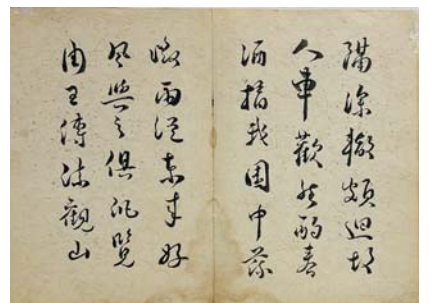 隔深轍頗迴故
人車歡然酌春
酒摘我園中蔬
微雨從東來好
風與之俱汎覽
周王傳流觀山